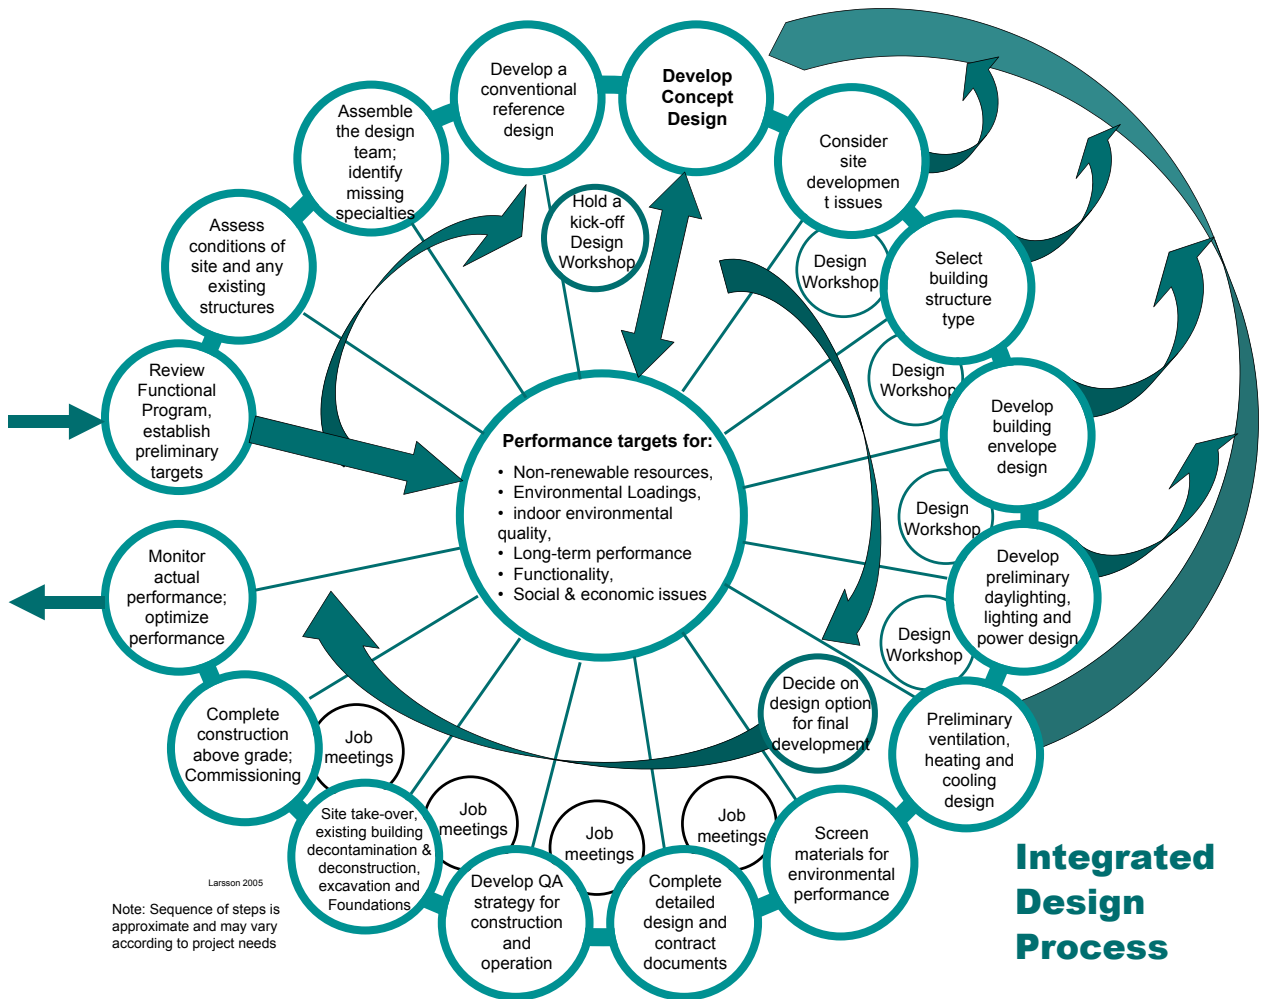 Develop a
conventional
reference
design
Develop
Concept
Design
Assemble
the design
team;
identify
missing
specialties
Consider
site
developmen
t issues
Hold a
kick-off
Design
Workshop
Assess
conditions of
site and any
existing
structures
Design
Workshop
Select
building
structure
type
Review
Functional
Program,
establish
preliminary
targets
Design
Workshop
Develop
building
envelope
design
Performance targets for:
• Non-renewable resources,
• Environmental Loadings,
• indoor environmental
quality,
• Long-term performance
• Functionality,
• Social & economic issues
Design
Workshop
Monitor
actual
performance;
optimize
performance
Develop
preliminary
daylighting,
lighting and
power design
Design
Workshop
Decide on
design option
for final
development
Preliminary
ventilation,
heating and
cooling
design
Complete
construction
above grade;
Commissioning
Job
meetings
Site take-over,
existing building
decontamination &
deconstruction,
excavation and
Foundations
Job
meetings
Job
meetings
Job
meetings
Screen
materials for
environmental
performance
Develop QA
strategy for
construction
and
operation
Complete
detailed
design and
contract
documents
Larsson 2005
Note: Sequence of steps is
approximate and may vary
according to project needs
Integrated
Design
Process